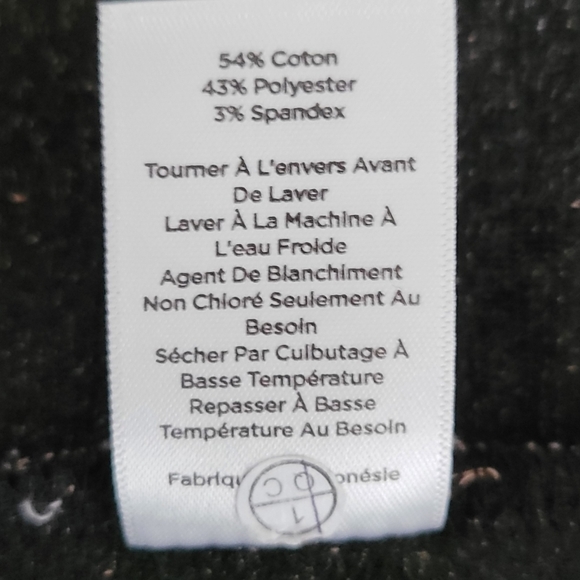 54% Coton
43% Polyester
3% Spandex
Tourner À L'envers Avant
De Laver
Laver À La Machine À
L'eau Froide
Agent De Blanchiment
Non Chloré Seulement Au
Besoin
Sécher Par Culbutage À
Basse Température
Repasser À Basse
Température Au Besoin